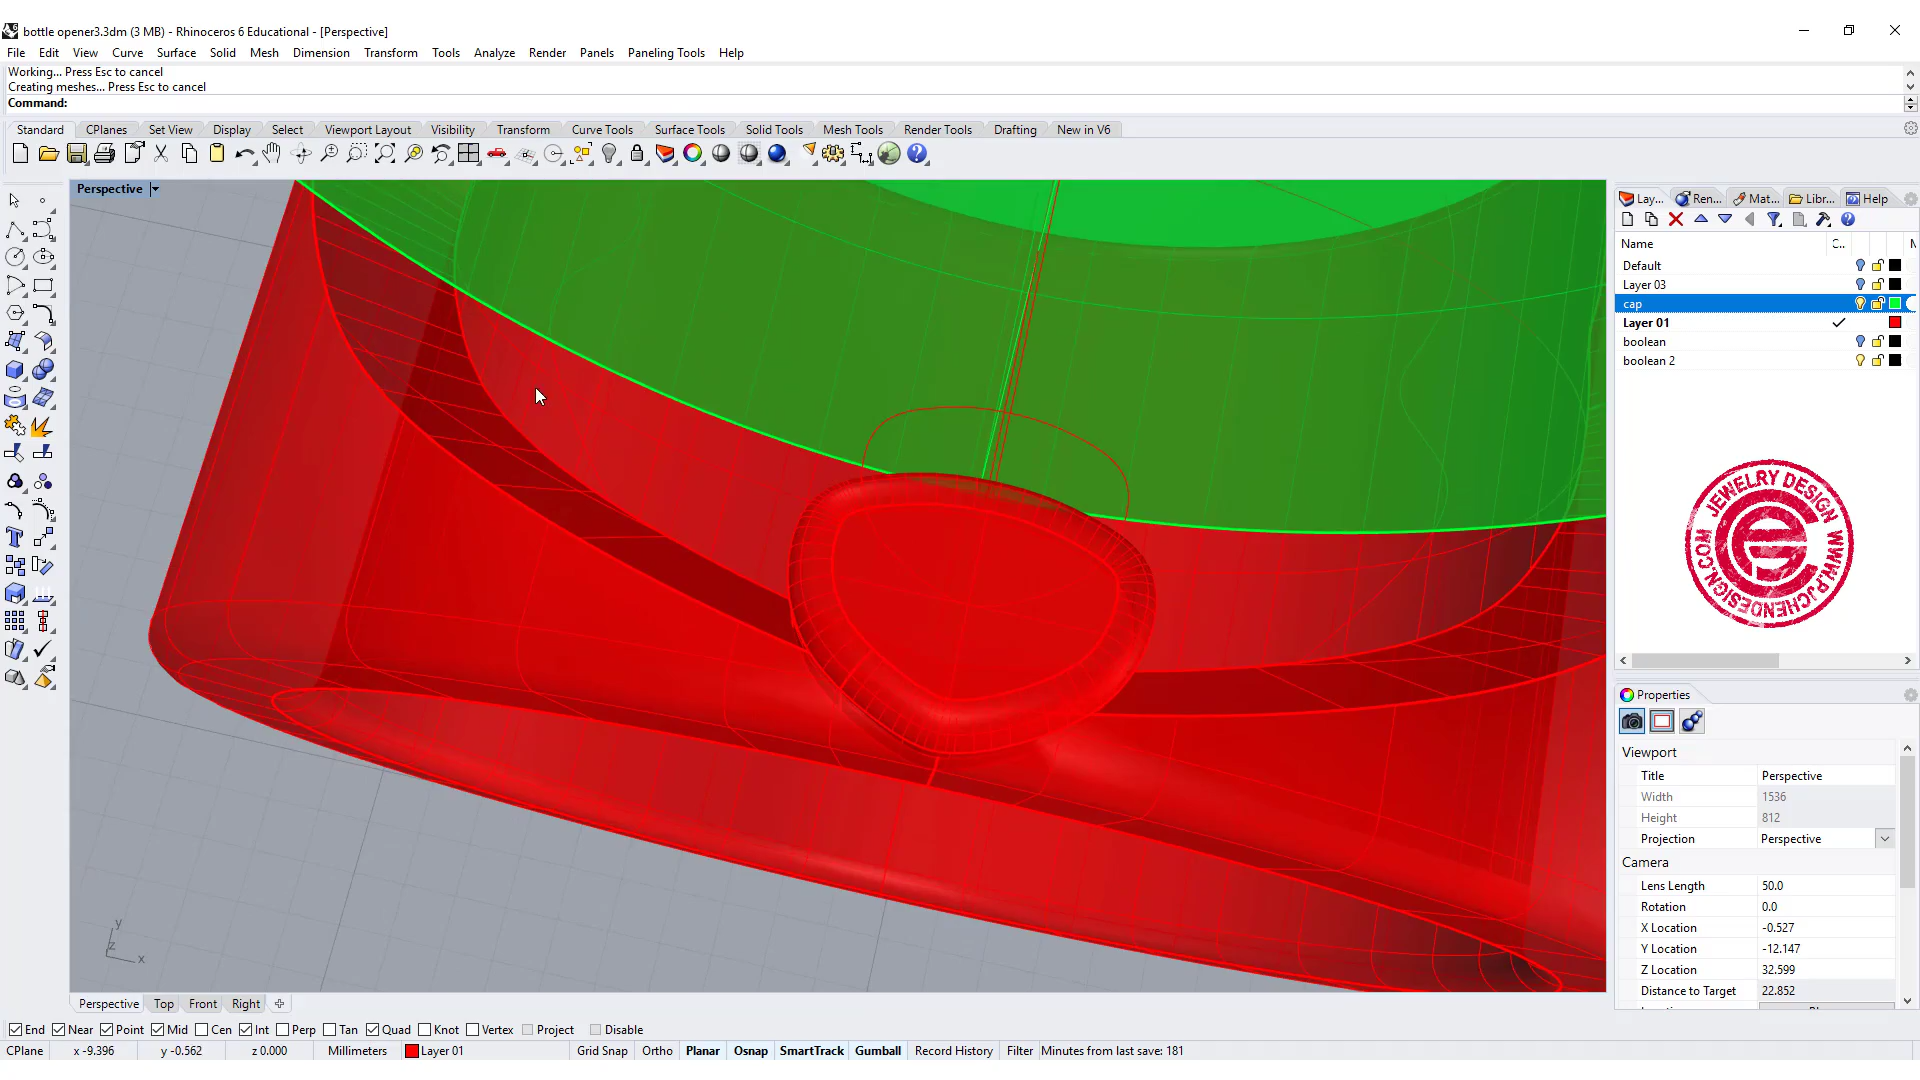 bottle opener3.3dm (3 MB) - Rhinoceros 6 Educational - [Perspective]
File Edit View Curve Surface Solid Mesh Dimension Transform Tools Analyze Render Panels Paneling Tools Help
Working... Press Esc to cancel
Creating meshes... Press Esc to cancel
Command:
Standard CPlanes Set View Display Select Viewport Layout Visibility Transform Curve Tools Surface Tools Solid Tools Mesh Tools Render Tools Drafting New in V6
Perspective
Lay... Ren... Mat... Libr... Help
Name C.. M
Default
Layer 03
cap
Layer 01
boolean
boolean 2
JEWELRY DESIGN WWW.PJCHENDESIGN.COM
Properties
Viewport
Title Perspective
Width 1536
Height 812
Projection Perspective
Camera
Lens Length 50.0
Rotation 0.0
X Location -0.527
Y Location -12.147
Z Location 32.599
Distance to Target 22.852
y
z
x
Perspective Top Front Right
End Near Point Mid Cen Int Perp Tan Quad Knot Vertex Project Disable
CPlane x -9.396 y -0.562 z 0.000 Millimeters Layer 01 Grid Snap Ortho Planar Osnap SmartTrack Gumball Record History Filter Minutes from last save: 181